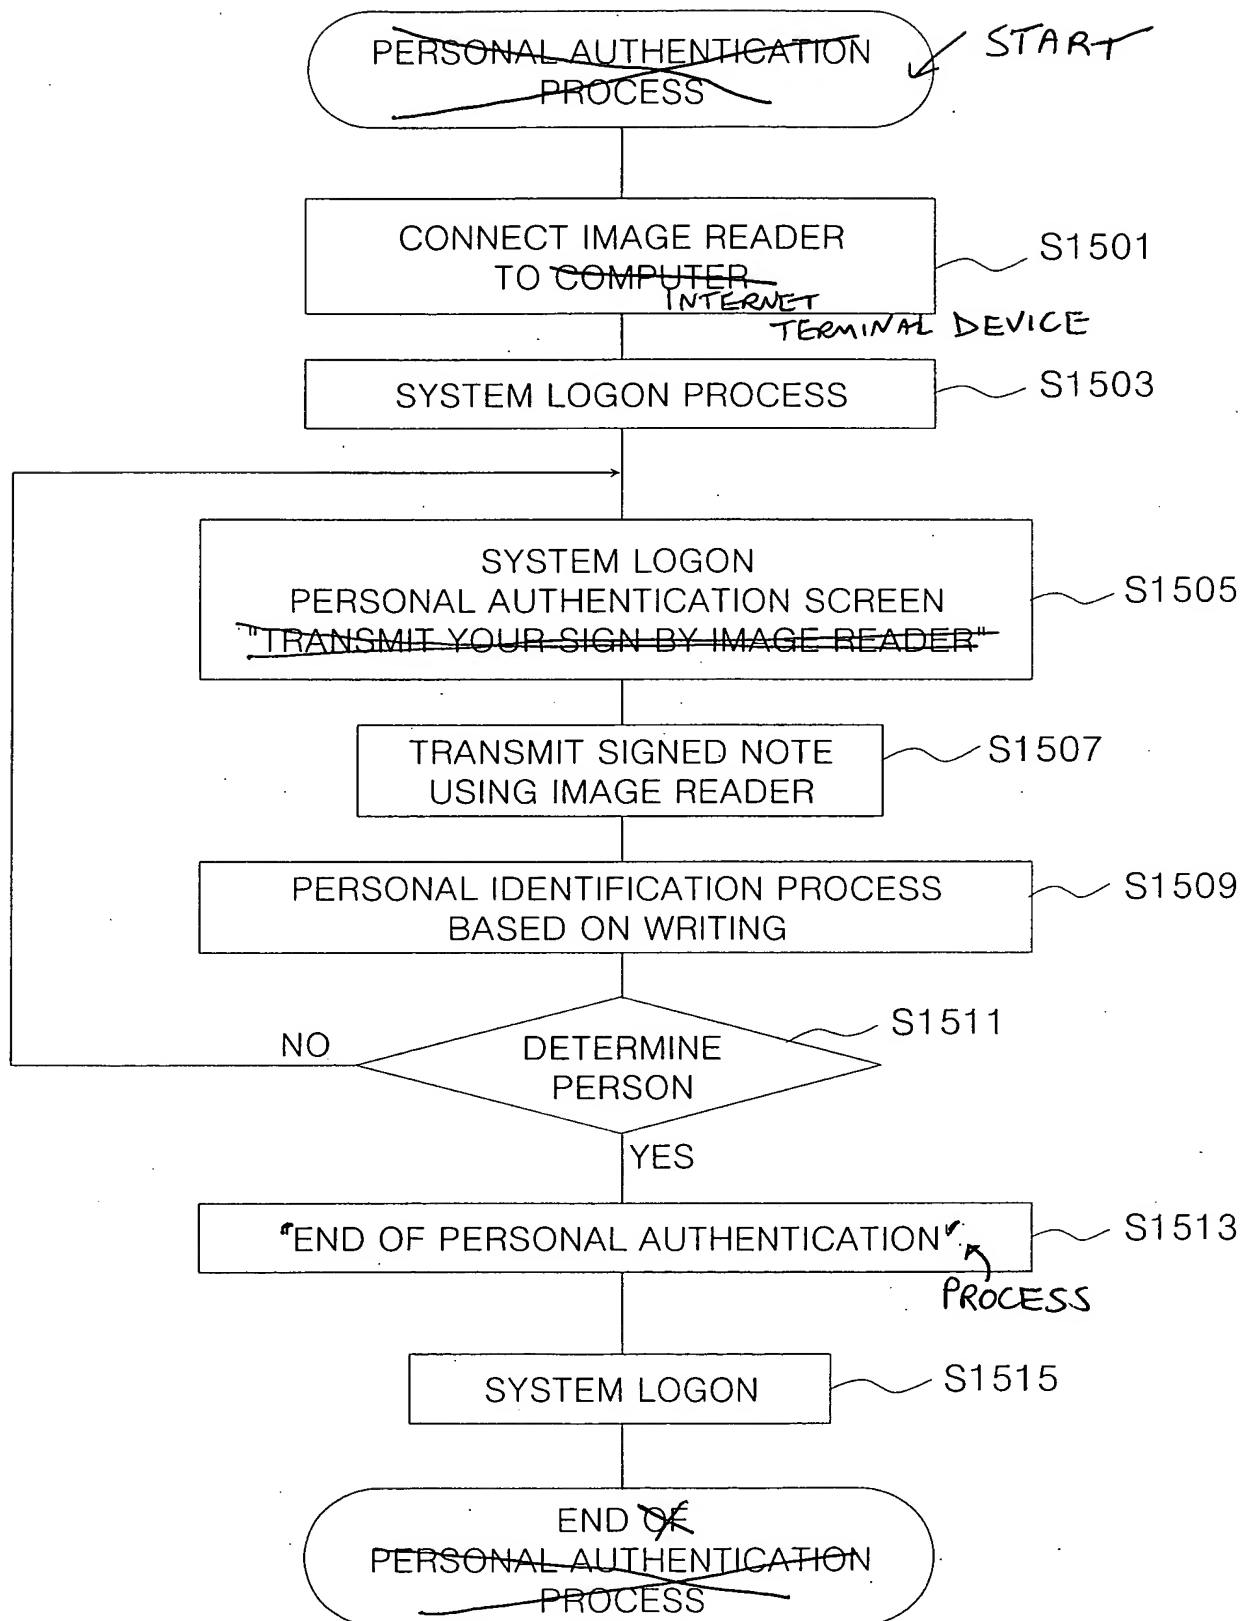 PERSONAL AUTHENTICATION
PROCESS
START
CONNECT IMAGE READER
TO COMPUTER
INTERNET
TERMINAL DEVICE
S1501
SYSTEM LOGON PROCESS
S1503
SYSTEM LOGON
PERSONAL AUTHENTICATION SCREEN
"TRANSMIT YOUR SIGN BY IMAGE READER"
S1505
TRANSMIT SIGNED NOTE
USING IMAGE READER
S1507
PERSONAL IDENTIFICATION PROCESS
BASED ON WRITING
S1509
DETERMINE
PERSON
S1511
NO
YES
"END OF PERSONAL AUTHENTICATION"
PROCESS
S1513
SYSTEM LOGON
S1515
END OF
PERSONAL AUTHENTICATION
PROCESS